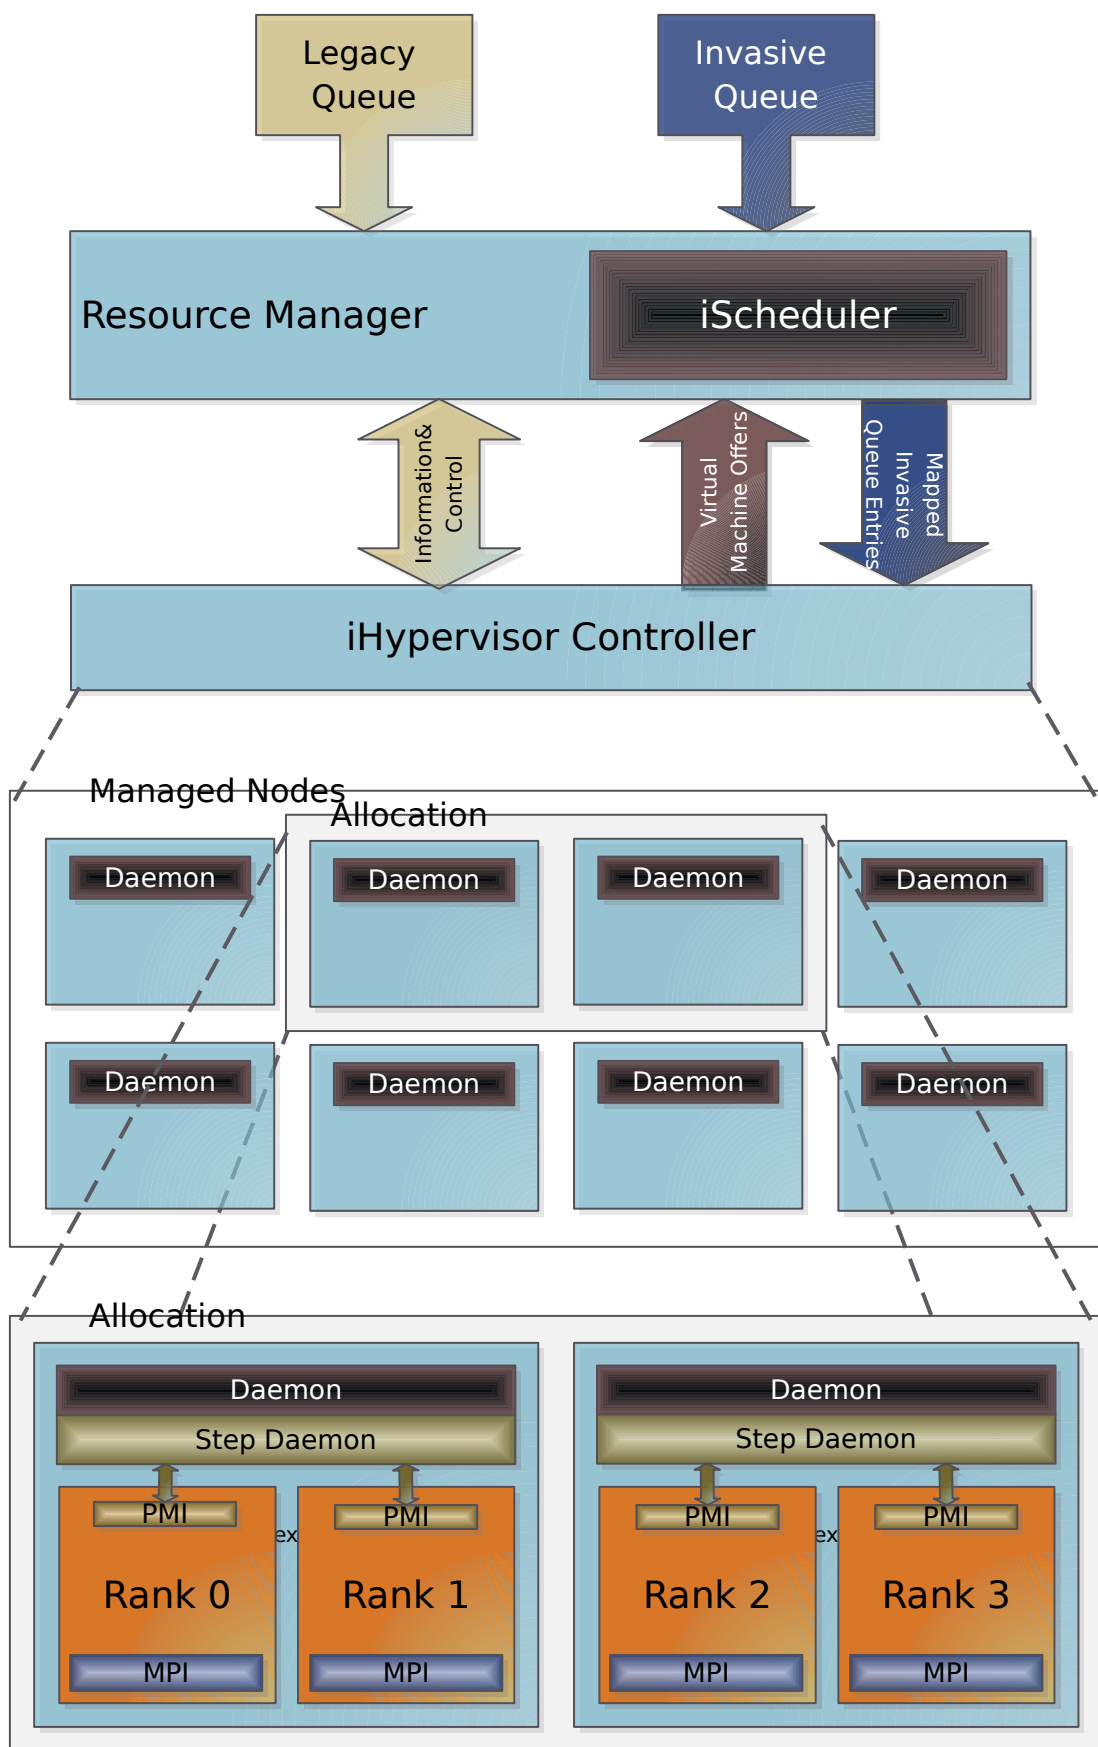 Legacy
Queue
Invasive
Queue
Resource Manager
iScheduler
Information&
Control
Virtual
Machine Offers
Mapped
Invasive
Queue Entries
iHypervisor Controller
Managed Nodes
Allocation
Daemon
Daemon
Daemon
Daemon
Daemon
Daemon
Daemon
Daemon
Allocation
Daemon
Daemon
Step Daemon
Step Daemon
PMI
PMI
PMI
PMI
ex
ex
Rank 0
Rank 1
Rank 2
Rank 3
MPI
MPI
MPI
MPI